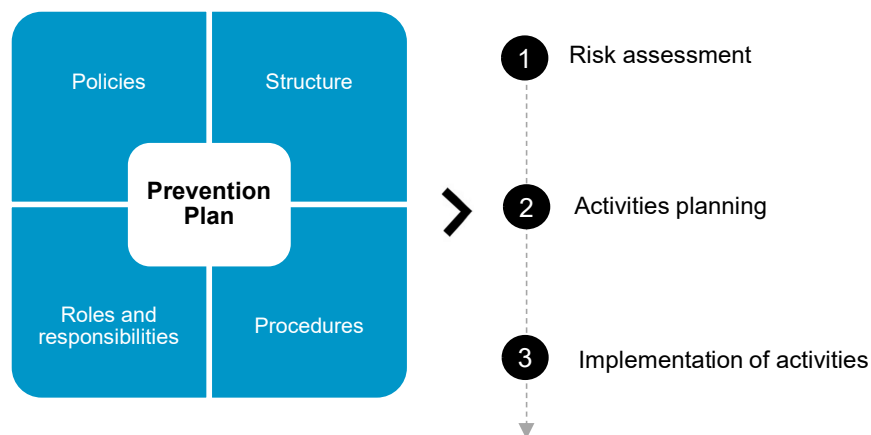 Policies
Structure
Prevention
Plan
Roles and
responsibilities
Procedures
1
Risk assessment
2
Activities planning
3
Implementation of activities